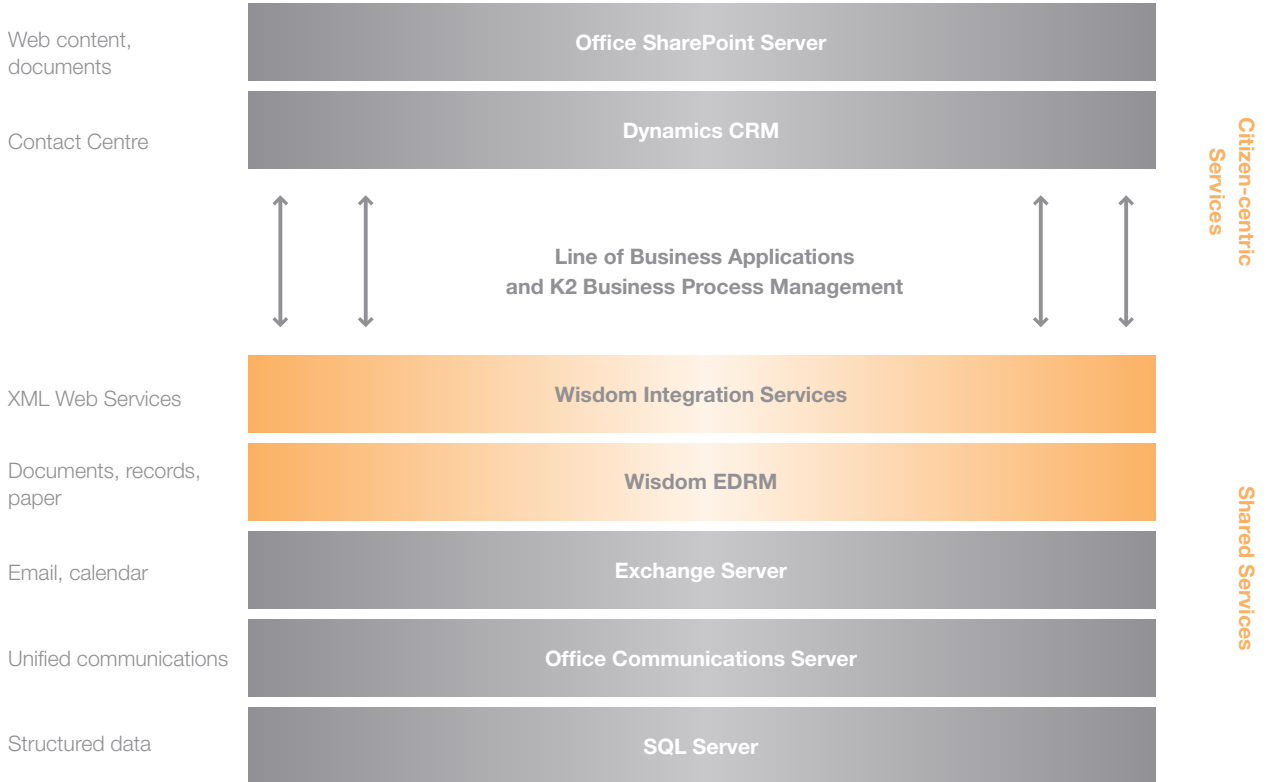 Web content,
documents
Office SharePoint Server
Contact Centre
Dynamics CRM
Citizen-centric
Services
Line of Business Applications
and K2 Business Process Management
XML Web Services
Wisdom Integration Services
Documents, records,
paper
Wisdom EDRM
Shared Services
Email, calendar
Exchange Server
Unified communications
Office Communications Server
Structured data
SQL Server